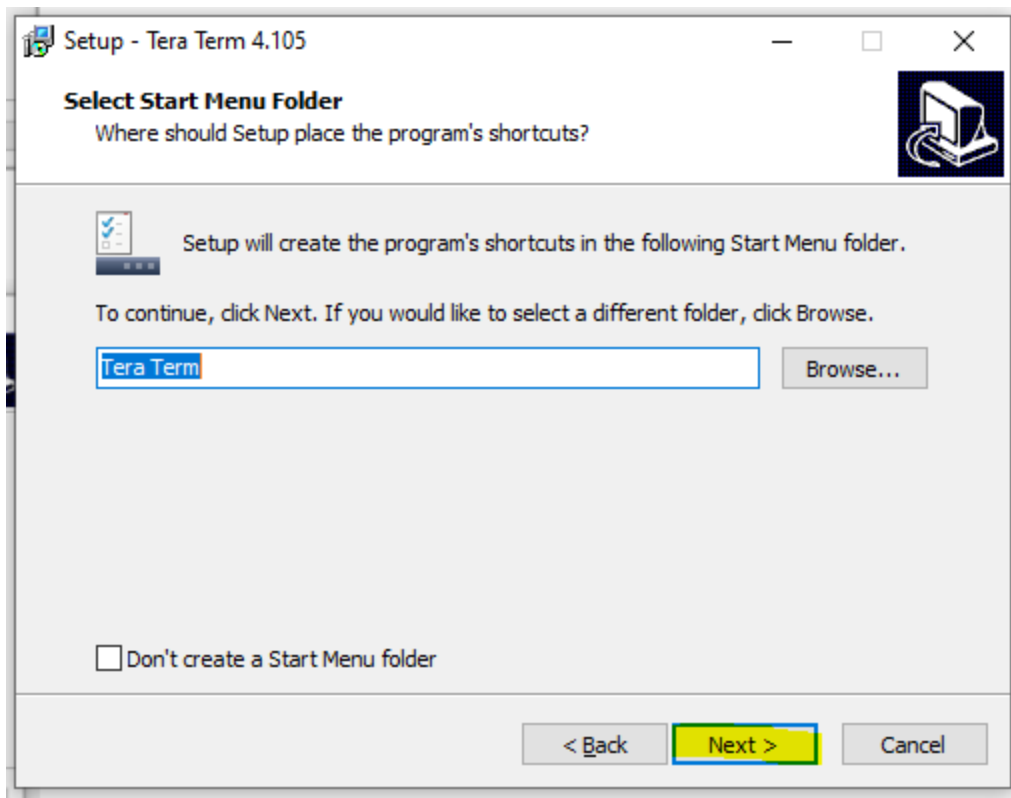 Setup - Tera Term 4.105
Select Start Menu Folder
Where should Setup place the program's shortcuts?
Setup will create the program's shortcuts in the following Start Menu folder.
To continue, click Next. If you would like to select a different folder, click Browse.
Tera Term
Browse...
Don't create a Start Menu folder
< Back
Next >
Cancel